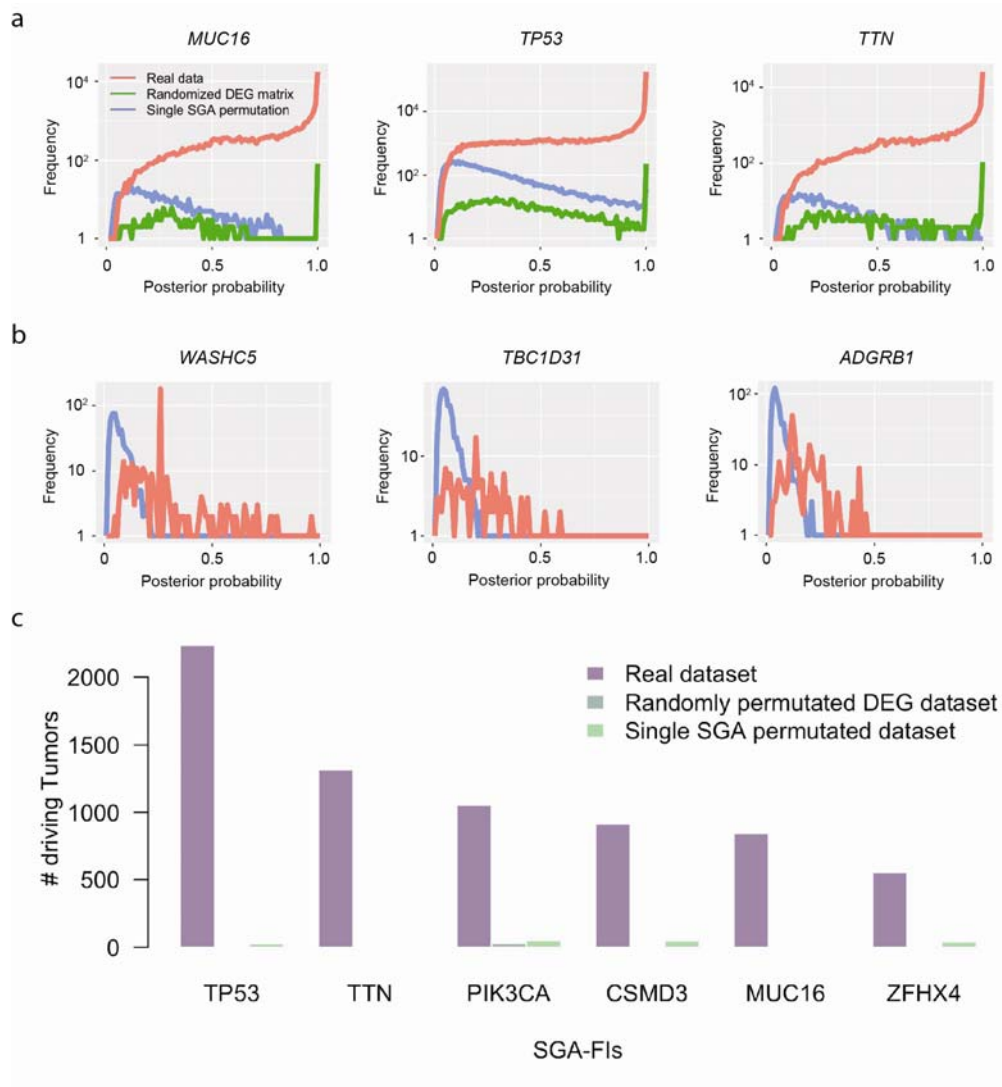 a
MUC16
TP53
TTN
Frequency
10⁴
10²
1
Real data
Randomized DEG matrix
Single SGA permutation
0
0.5
1.0
Posterior probability
Frequency
10⁴
10²
1
0
0.5
1.0
Posterior probability
Frequency
10⁴
10²
1
0
0.5
1.0
Posterior probability
b
WASHC5
TBC1D31
ADGRB1
Frequency
10²
10
1
0
0.5
1.0
Posterior probability
Frequency
10
1
0
0.5
1.0
Posterior probability
Frequency
10²
10
1
0
0.5
1.0
Posterior probability
c
# driving Tumors
2000
1500
1000
500
0
Real dataset
Randomly permutated DEG dataset
Single SGA permutated dataset
TP53
TTN
PIK3CA
CSMD3
MUC16
ZFHX4
SGA-FIs